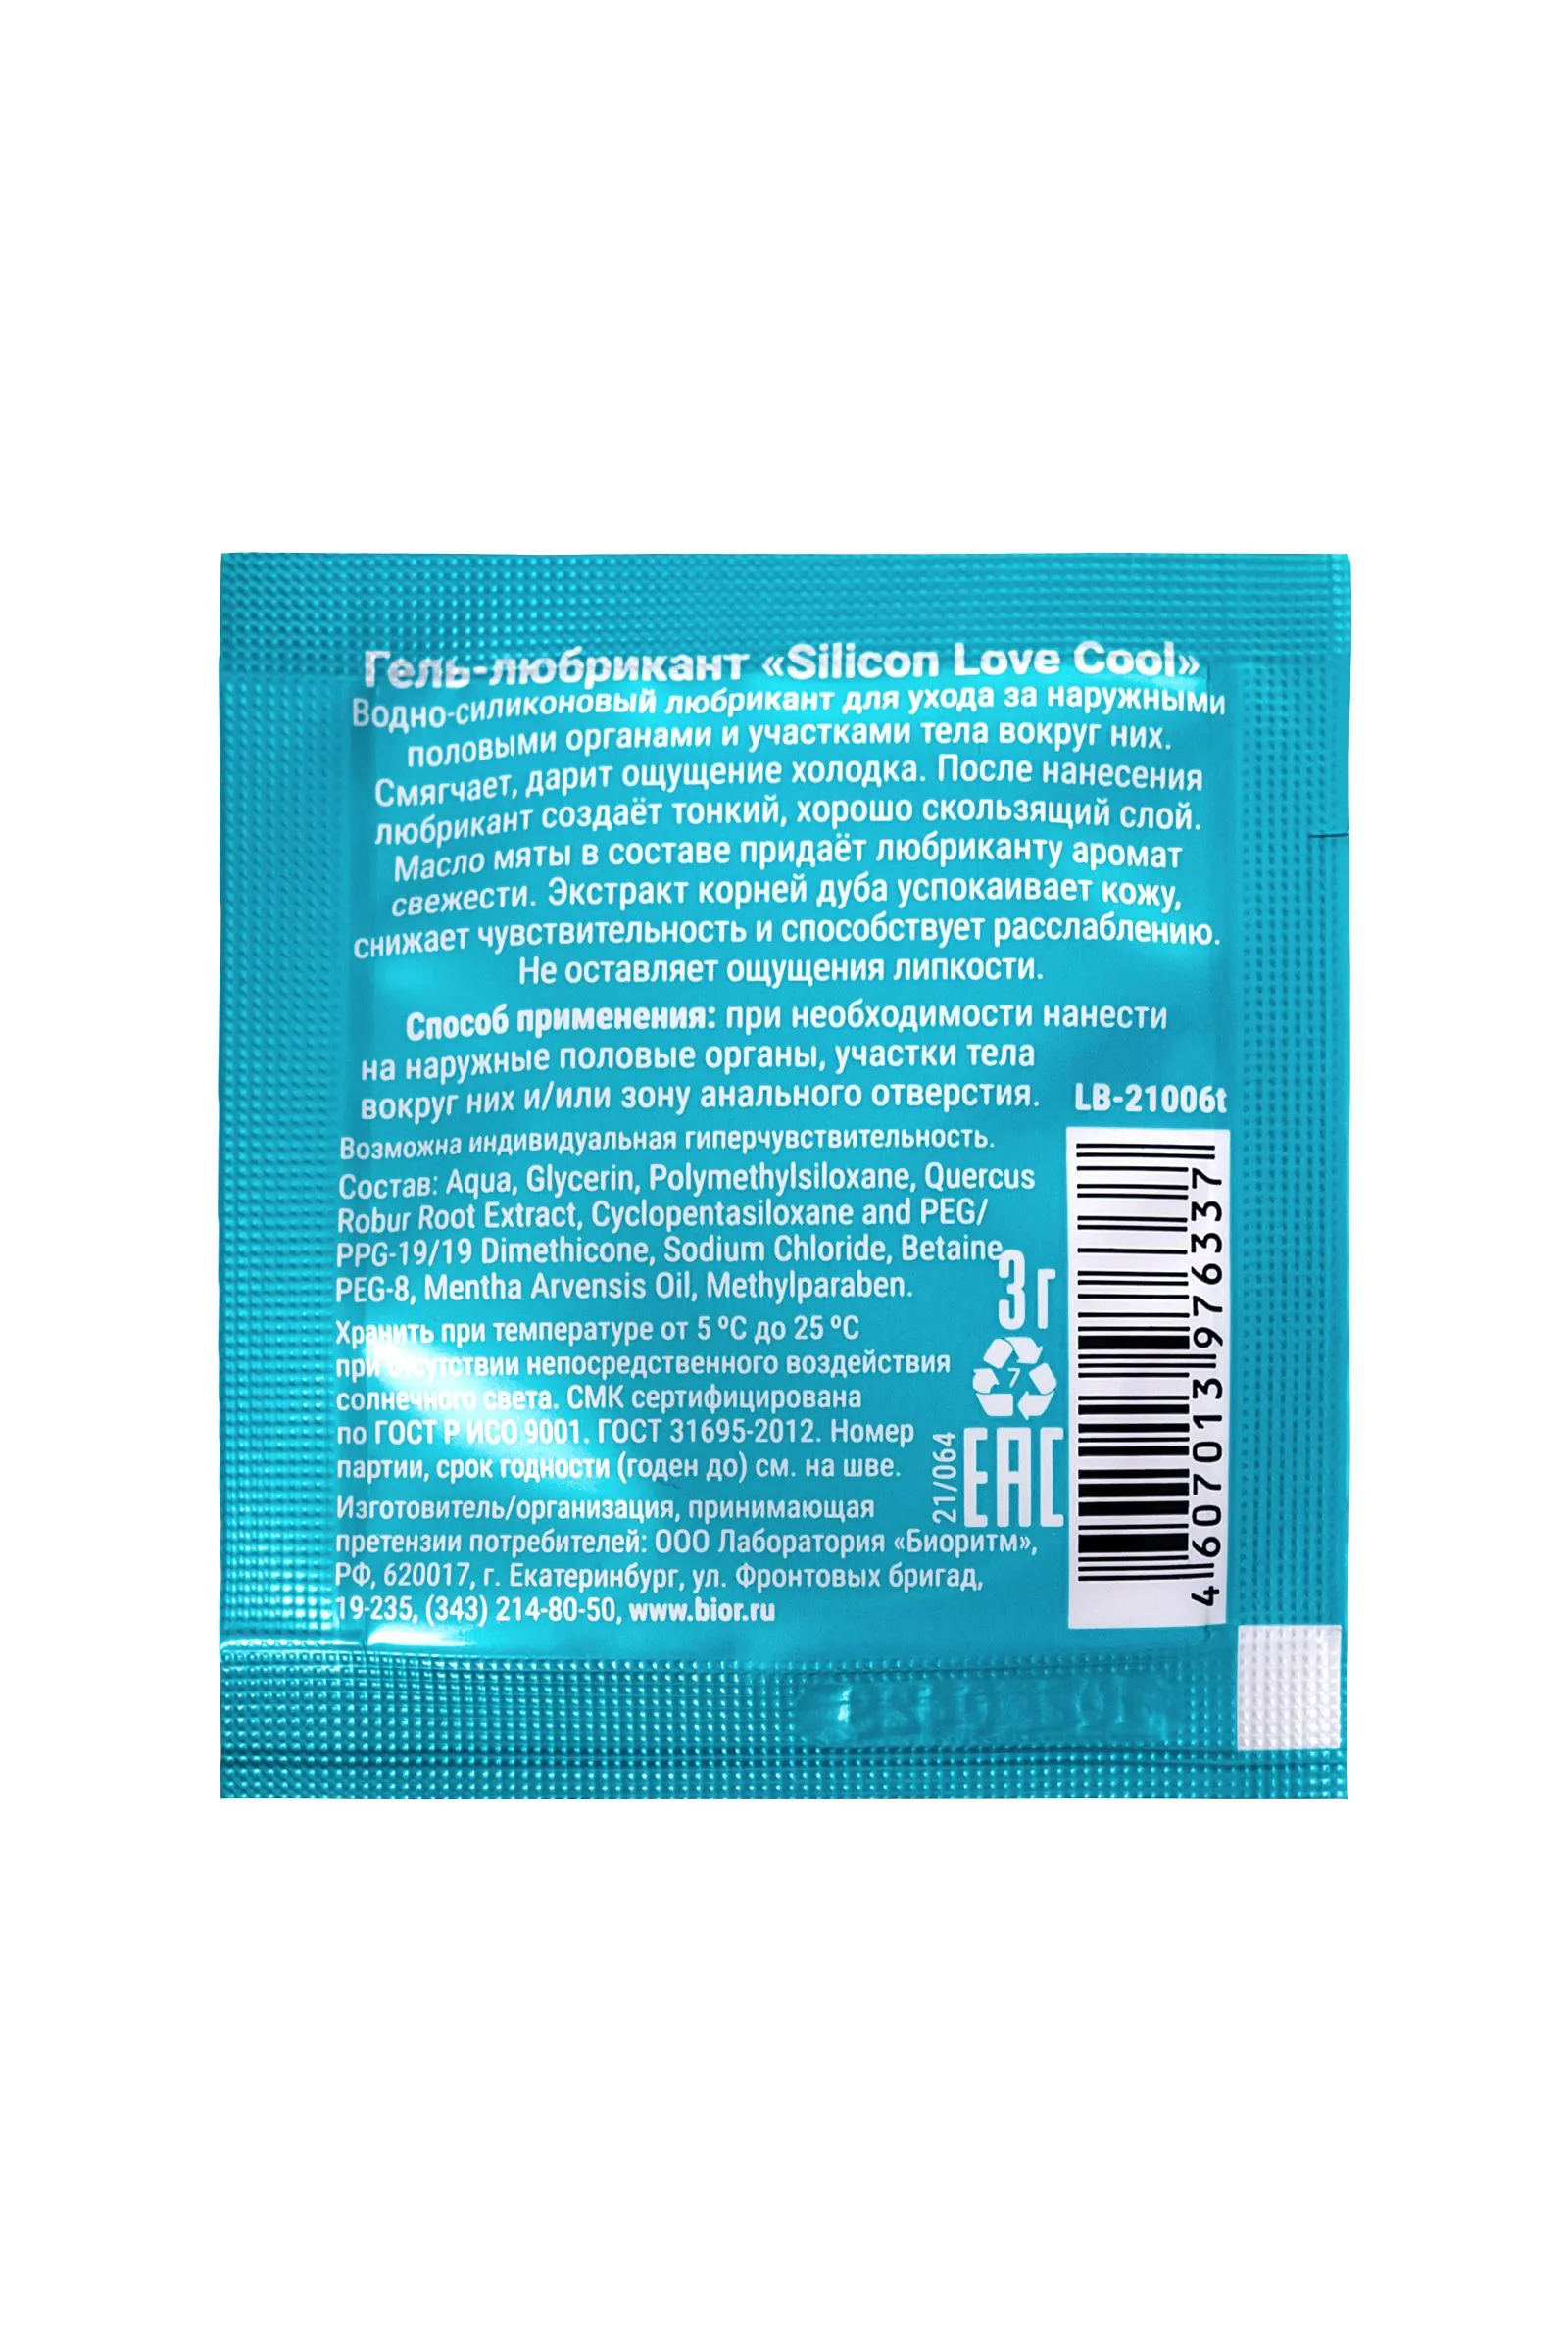 Гель-любрикант «Silicon Love Cool»
Водно-силиконовый любрикант для ухода за наружными
половыми органами и участками тела вокруг них.
Смягчает, дарит ощущение холодка. После нанесения
любрикант создаёт тонкий, хорошо скользящий слой.
Масло мяты в составе придаёт любриканту аромат
свежести. Экстракт корней дуба успокаивает кожу,
снижает чувствительность и способствует расслаблению.
Не оставляет ощущения липкости.
Способ применения: при необходимости нанести
на наружные половые органы, участки тела
вокруг них и/или зону анального отверстия.
LB-21006t
Возможна индивидуальная гиперчувствительность.
Состав: Aqua, Glycerin, Polymethylsiloxane, Quercus
Robur Root Extract, Cyclopentasiloxane and PEG/
PPG-19/19 Dimethicone, Sodium Chloride, Betaine,
PEG-8, Mentha Arvensis Oil, Methylparaben.
3 г
Хранить при температуре от 5 ºС до 25 ºС
при отсутствии непосредственного воздействия
солнечного света. СМК сертифицирована
по ГОСТ Р ИСО 9001. ГОСТ 31695-2012. Номер
партии, срок годности (годен до) см. на шве.
7
21/064
EAC
Изготовитель/организация, принимающая
претензии потребителей: ООО Лаборатория «Биоритм»,
РФ, 620017, г. Екатеринбург, ул. Фронтовых бригад,
19-235, (343) 214-80-50, www.bior.ru
4 607013 976337